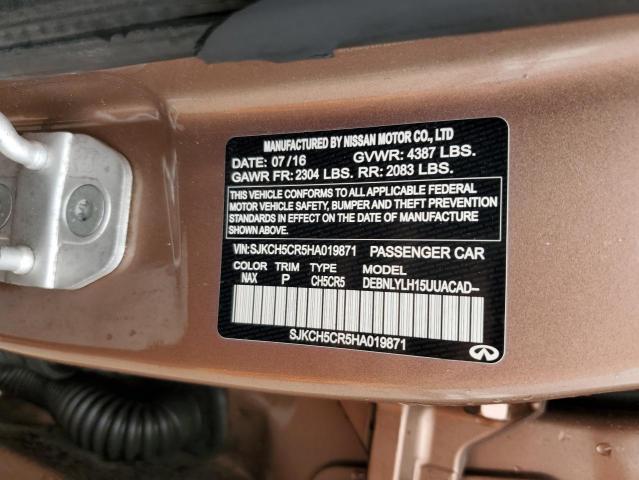 MANUFACTURED BY NISSAN MOTOR CO., LTD
DATE: 07/16 GVWR: 4387 LBS.
GAWR FR: 2304 LBS. RR: 2083 LBS.
THIS VEHICLE CONFORMS TO ALL APPLICABLE FEDERAL
MOTOR VEHICLE SAFETY, BUMPER AND THEFT PREVENTION
STANDARDS IN EFFECT ON THE DATE OF MANUFACTURE
SHOWN ABOVE.
VIN:SJKCH5CR5HA019871 PASSENGER CAR
COLOR TRIM TYPE MODEL
NAX P CH5CR5 DEBNLYLH15UUACAD-
SJKCH5CR5HA019871